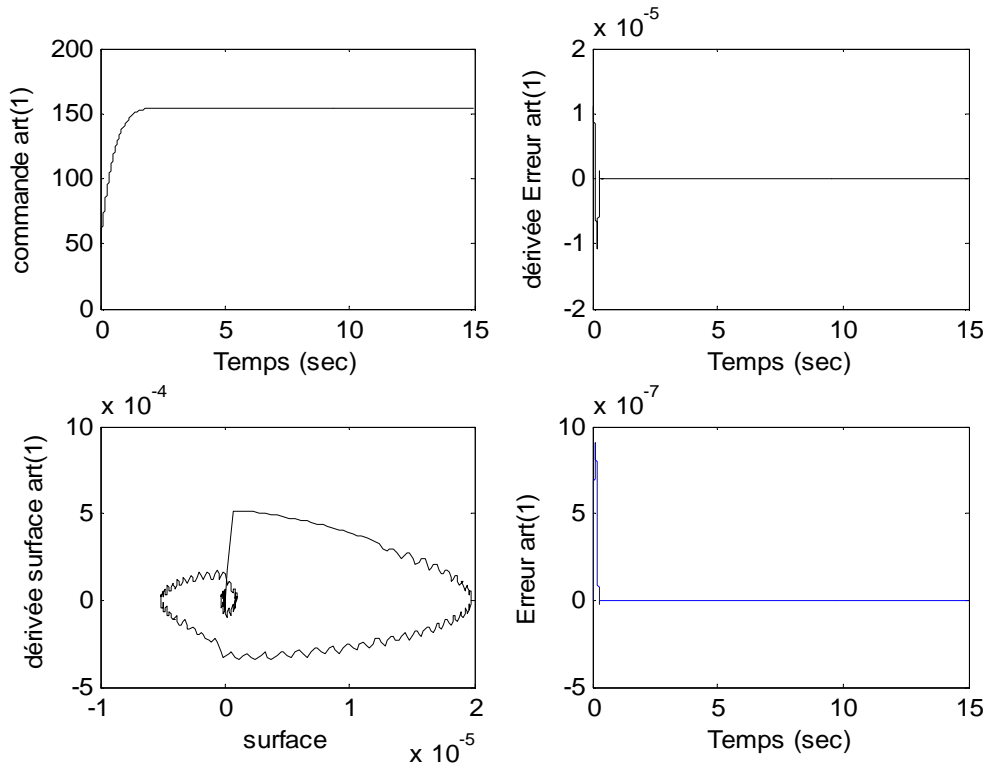 200
150
100
50
0
commande art(1)
0
5
10
15
Temps (sec)
x 10^-5
2
1
0
-1
-2
dérivée Erreur art(1)
0
5
10
15
Temps (sec)
x 10^-4
10
5
0
-5
dérivée surface art(1)
-1
0
1
2
surface
x 10^-5
x 10^-7
10
5
0
-5
Erreur art(1)
0
5
10
15
Temps (sec)